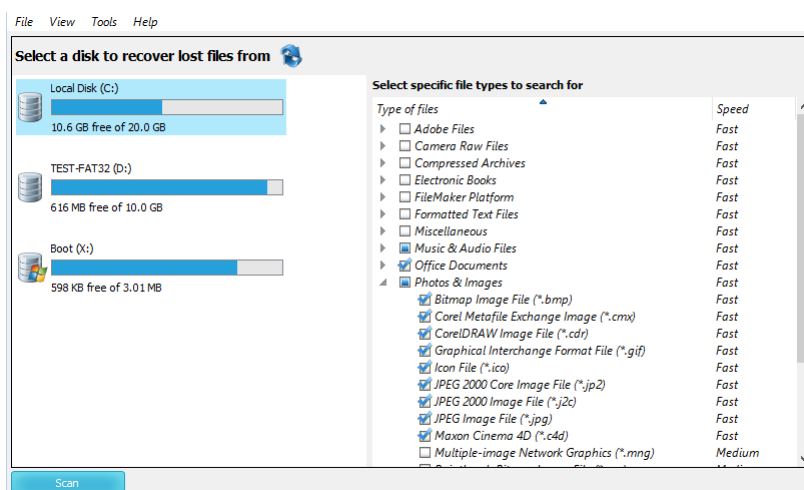 File View Tools Help
Select a disk to recover lost files from
Local Disk (C:)
10.6 GB free of 20.0 GB
TEST-FAT32 (D:)
616 MB free of 10.0 GB
Boot (X:)
598 KB free of 3.01 MB
Select specific file types to search for
Type of files Speed
Adobe Files Fast
Camera Raw Files Fast
Compressed Archives Fast
Electronic Books Fast
FileMaker Platform Fast
Formatted Text Files Fast
Miscellaneous Fast
Music & Audio Files Fast
Office Documents Fast
Photos & Images Fast
Bitmap Image File (*.bmp) Fast
Corel Metafile Exchange Image (*.cmx) Fast
CorelDRAW Image File (*.cdr) Fast
Graphical Interchange Format File (*.gif) Fast
Icon File (*.ico) Fast
JPEG 2000 Core Image File (*.jp2) Fast
JPEG 2000 Image File (*.j2c) Fast
JPEG Image File (*.jpg) Fast
Maxon Cinema 4D (*.c4d) Fast
Multiple-image Network Graphics (*.mng) Medium
Scan